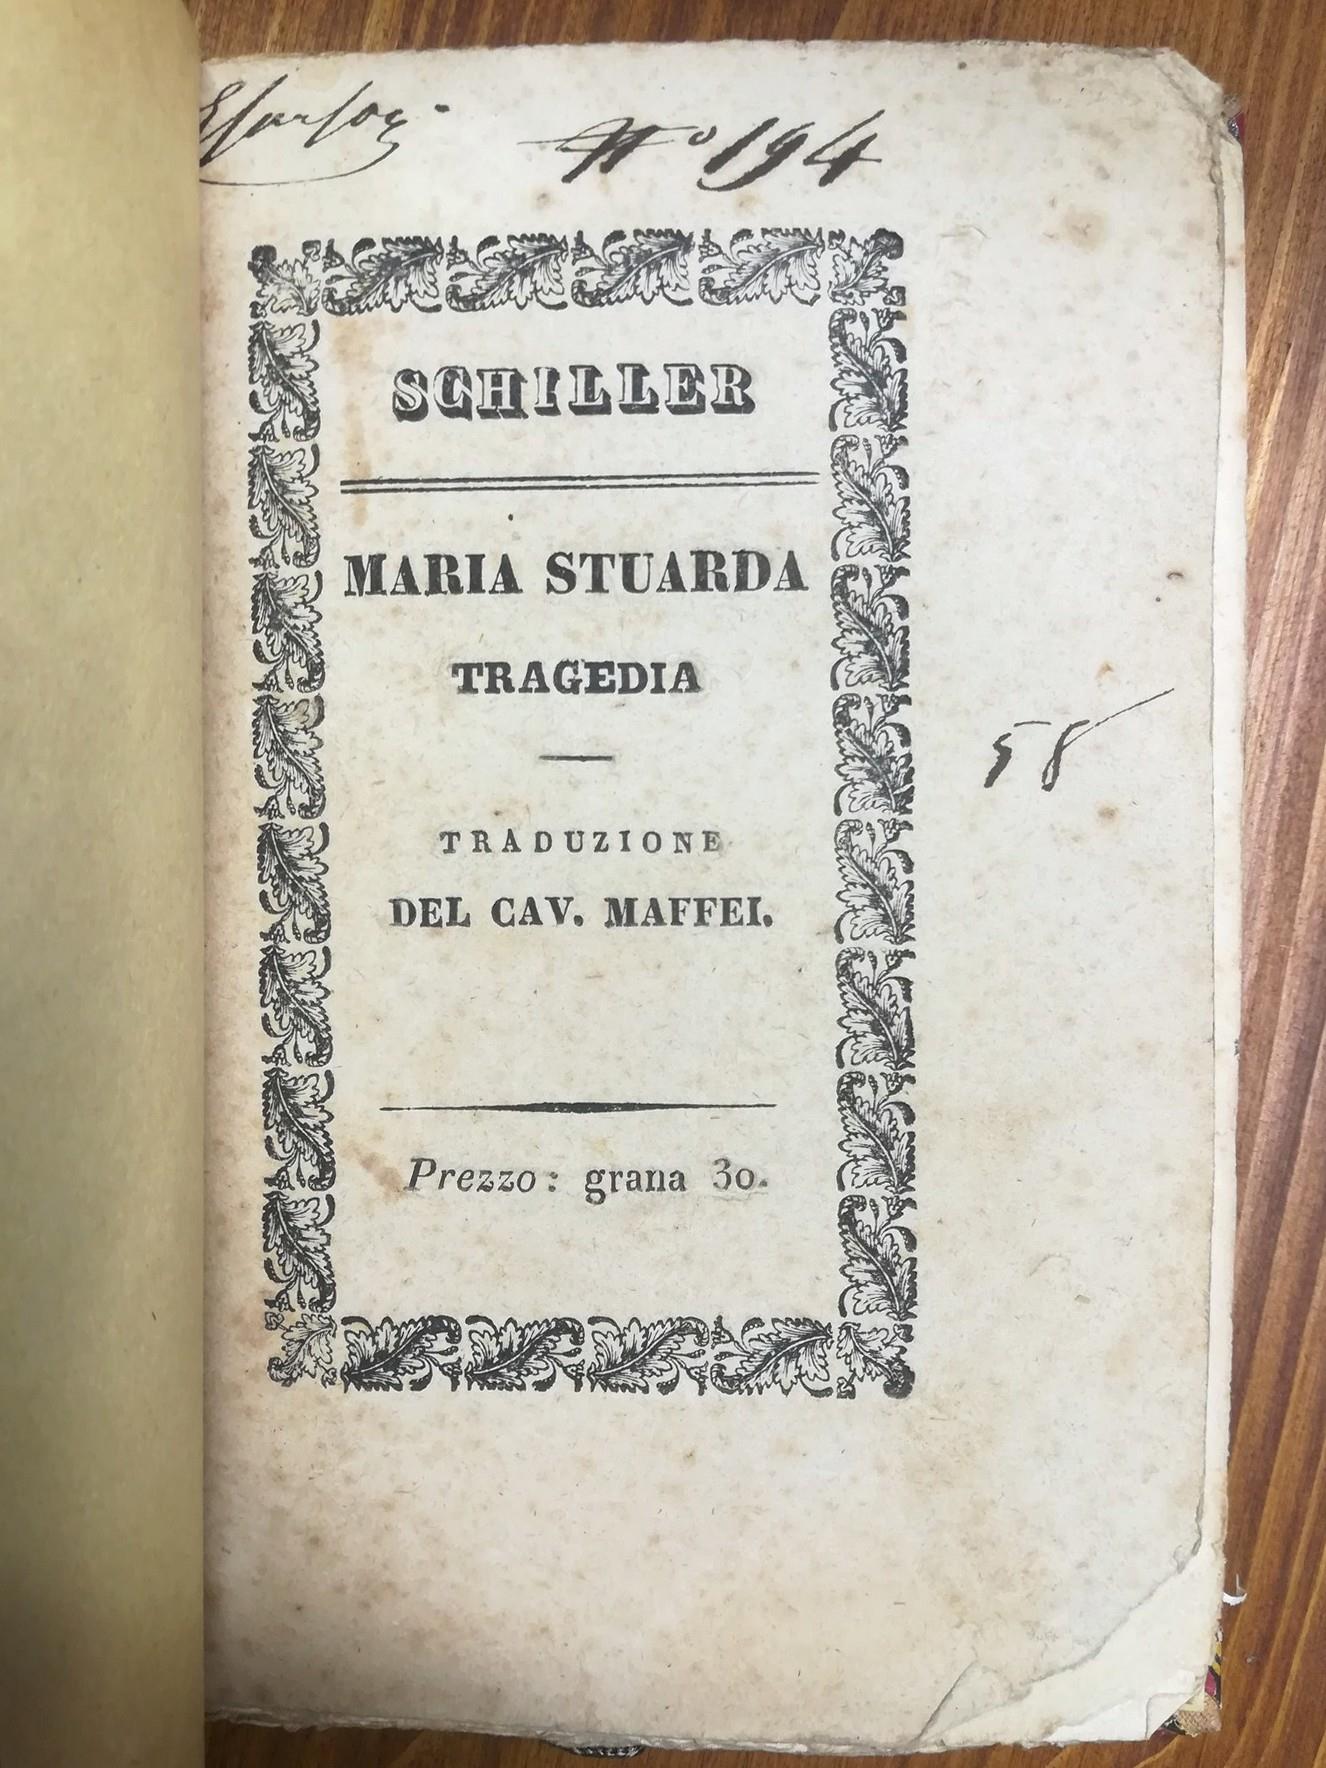 N.o 194
SCHILLER
MARIA STUARDA
TRAGEDIA
TRADUZIONE
DEL CAV. MAFFEI.
58
Prezzo: grana 30.